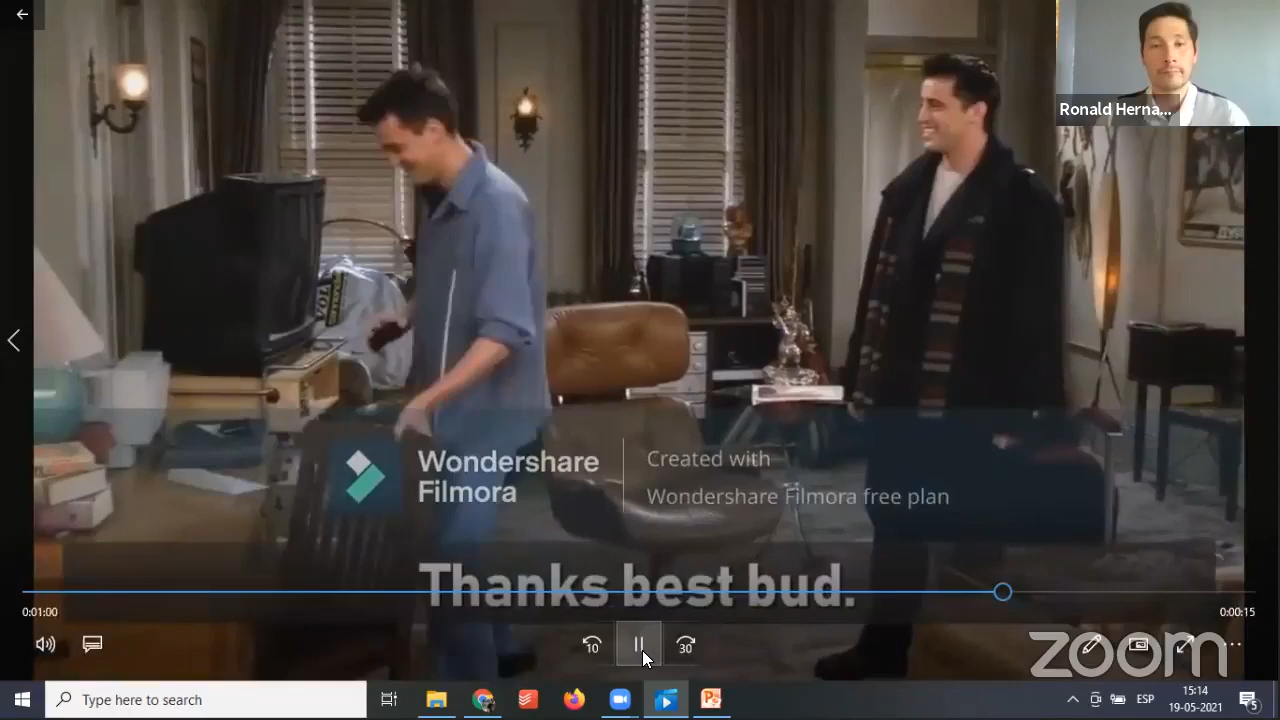 Ronald Herna...
VOL
Wondershare
Filmora
Created with
Wondershare Filmora free plan
Thanks best bud.
0:01:00
0:00:15
10
30
zoom
Type here to search
ESP
15:14
19-05-2021
5